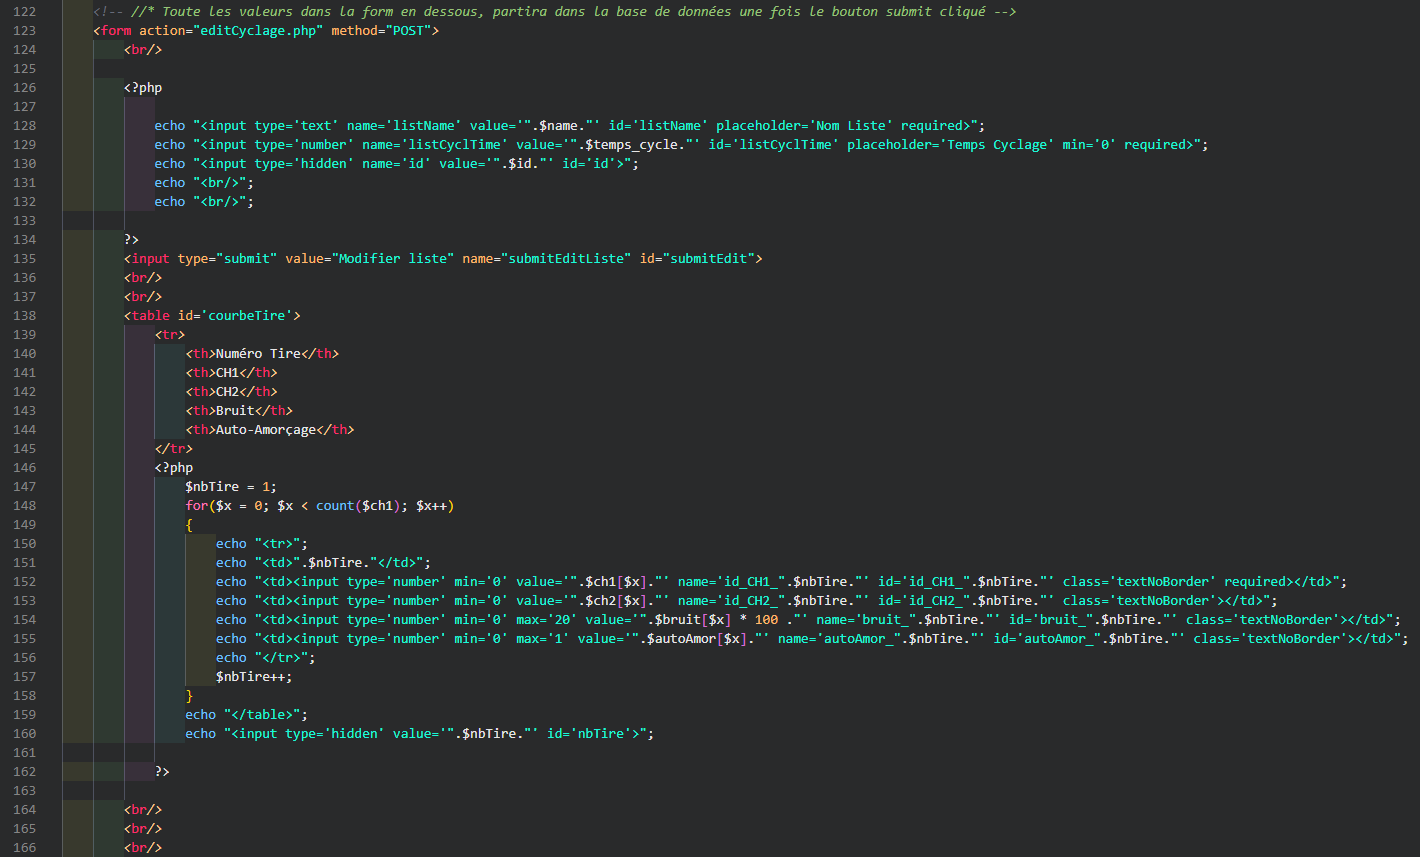 122 <!-- //* Toute les valeurs dans la form en dessous, partira dans la base de données une fois le bouton submit cliqué -->
123 <form action="editCyclage.php" method="POST">
124 <br/>
125
126 <?php
127
128 echo "<input type='text' name='listName' value='".$name."' id='listName' placeholder='Nom Liste' required>";
129 echo "<input type='number' name='listCyclTime' value='".$temps_cycle."' id='listCyclTime' placeholder='Temps Cyclage' min='0' required>";
130 echo "<input type='hidden' name='id' value='".$id."' id='id'>";
131 echo "<br/>";
132 echo "<br/>";
133
134 ?>
135 <input type="submit" value="Modifier liste" name="submitEditListe" id="submitEdit">
136 <br/>
137 <br/>
138 <table id='courbeTire'>
139 <tr>
140 <th>Numéro Tire</th>
141 <th>CH1</th>
142 <th>CH2</th>
143 <th>Bruit</th>
144 <th>Auto-Amorçage</th>
145 </tr>
146 <?php
147 $nbTire = 1;
148 for($x = 0; $x < count($ch1); $x++)
149 {
150 echo "<tr>";
151 echo "<td>".$nbTire."</td>";
152 echo "<td><input type='number' min='0' value='".$ch1[$x]."' name='id_CH1_".$nbTire."' id='id_CH1_".$nbTire."' class='textNoBorder' required></td>";
153 echo "<td><input type='number' min='0' value='".$ch2[$x]."' name='id_CH2_".$nbTire."' id='id_CH2_".$nbTire."' class='textNoBorder'></td>";
154 echo "<td><input type='number' min='0' max='20' value='".$bruit[$x] * 100 ."' name='bruit_".$nbTire."' id='bruit_".$nbTire."' class='textNoBorder'></td>";
155 echo "<td><input type='number' min='0' max='1' value='".$autoAmor[$x]."' name='autoAmor_".$nbTire."' id='autoAmor_".$nbTire."' class='textNoBorder'></td>";
156 echo "</tr>";
157 $nbTire++;
158 }
159 echo "</table>";
160 echo "<input type='hidden' value='".$nbTire."' id='nbTire'>";
161
162 ?>
163
164 <br/>
165 <br/>
166 <br/>